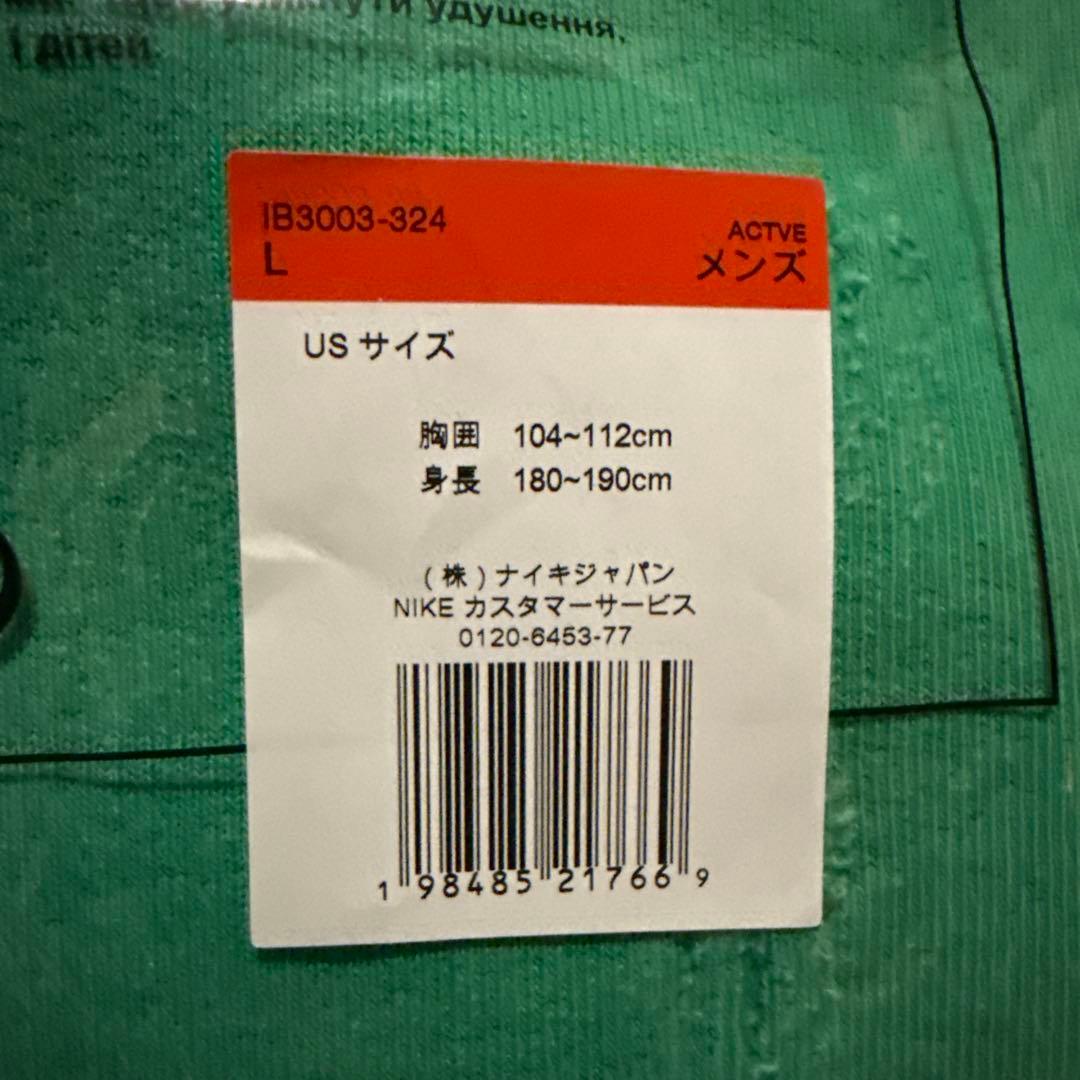 удушення,
і дітей.
IB3003-324
L
ACTVE
メンズ
US サイズ
胸囲 104~112cm
身長 180~190cm
(株)ナイキジャパン
NIKE カスタマーサービス
0120-6453-77
1 98485 21766 9